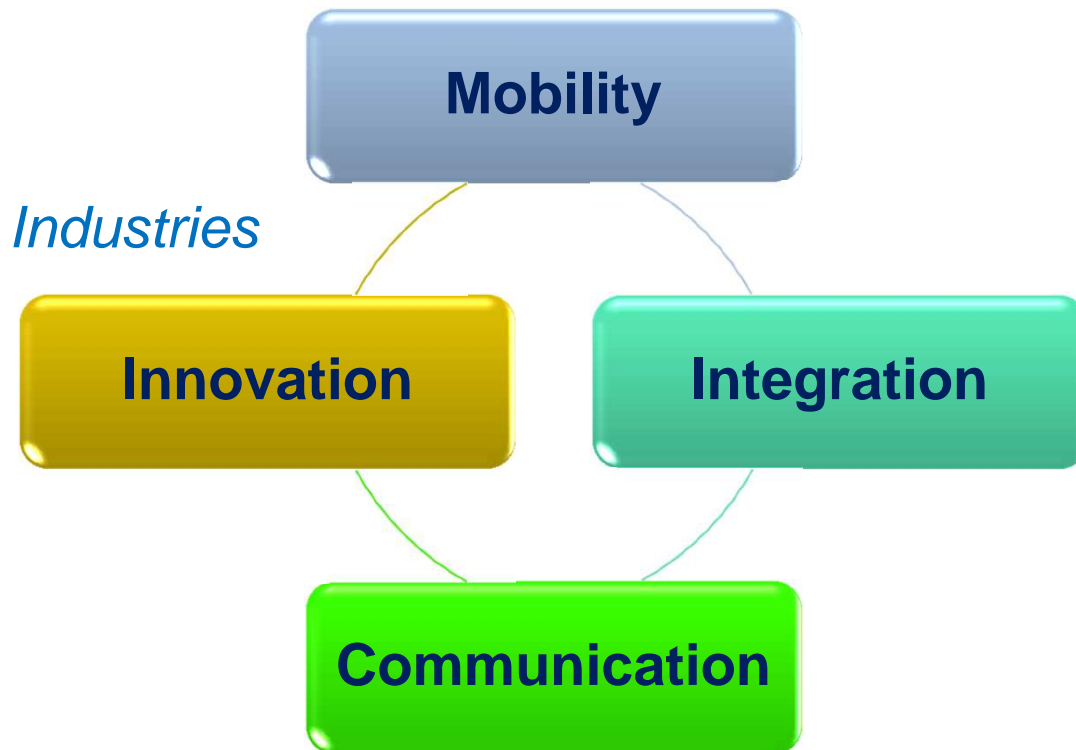 Mobility
Industries
Innovation
Integration
Communication